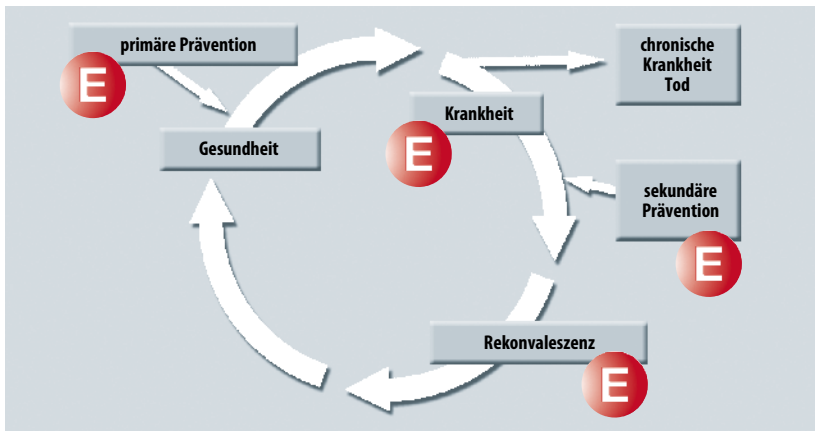 primäre Prävention
E
chronische
Krankheit
Tod
Krankheit
E
Gesundheit
sekundäre
Prävention
E
Rekonvaleszenz
E